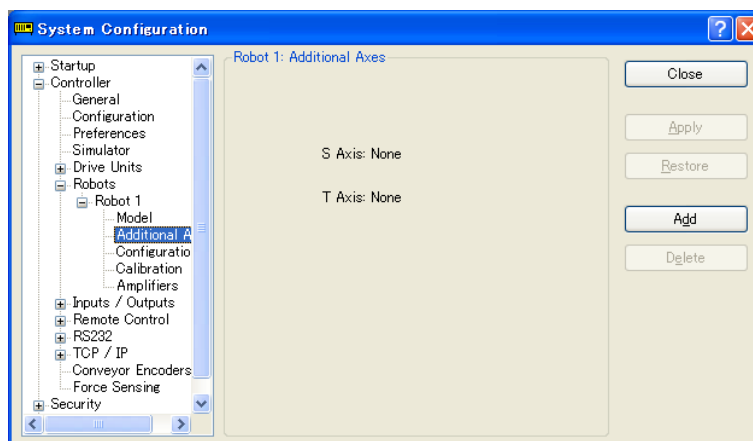 System Configuration
Startup
Controller
General
Configuration
Preferences
Simulator
Drive Units
Robots
Robot 1
Model
Additional A
Configuratio
Calibration
Amplifiers
Inputs / Outputs
Remote Control
RS232
TCP / IP
Conveyor Encoders
Force Sensing
Security
Robot 1: Additional Axes
S Axis: None
T Axis: None
Close
Apply
Restore
Add
Delete